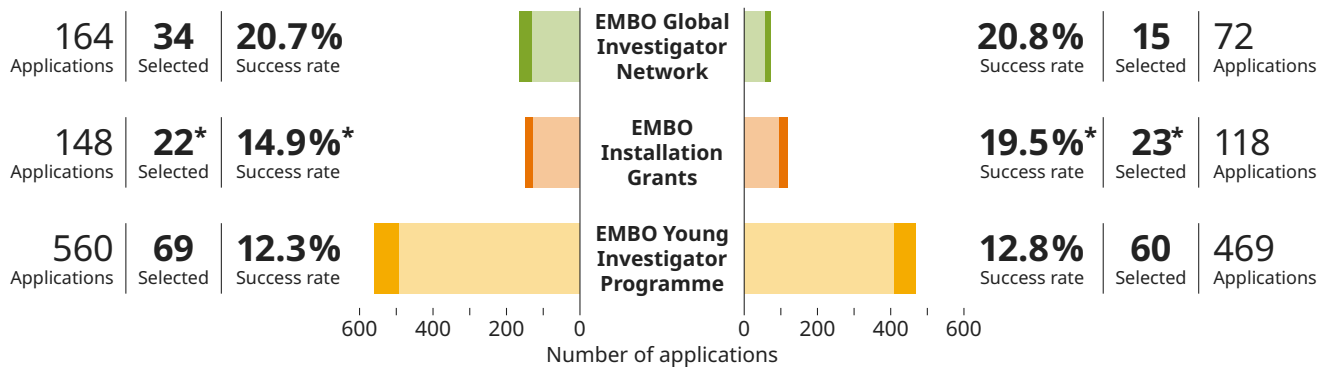 164 34 20.7% EMBO Global 20.8% 15 72
Applications Selected Success rate Investigator Success rate Selected Applications
Network
148 22* 14.9%* EMBO 19.5%* 23* 118
Applications Selected Success rate Installation Success rate Selected Applications
Grants
560 69 12.3% EMBO Young 12.8% 60 469
Applications Selected Success rate Investigator Success rate Selected Applications
Programme
600 400 200 0 0 200 400 600
Number of applications